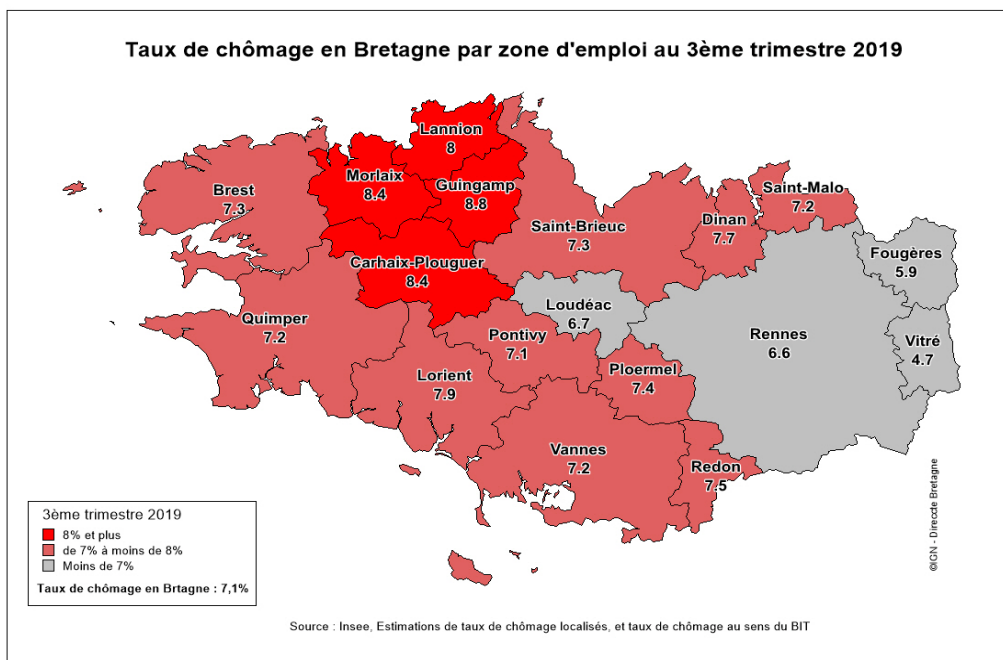 Taux de chômage en Bretagne par zone d'emploi au 3ème trimestre 2019
Lannion
8
Morlaix
8.4
Guingamp
8.8
Brest
7.3
Saint-Brieuc
7.3
Dinan
7.7
Saint-Malo
7.2
Fougères
5.9
Carhaix-Plouguer
8.4
Loudéac
6.7
Quimper
7.2
Pontivy
7.1
Rennes
6.6
Vitré
4.7
Lorient
7.9
Ploermel
7.4
Vannes
7.2
Redon
7.5
3ème trimestre 2019
8% et plus
de 7% à moins de 8%
Moins de 7%
Taux de chômage en Brtagne : 7,1%
©IGN - Direccte Bretagne
Source : Insee, Estimations de taux de chômage localisés, et taux de chômage au sens du BIT